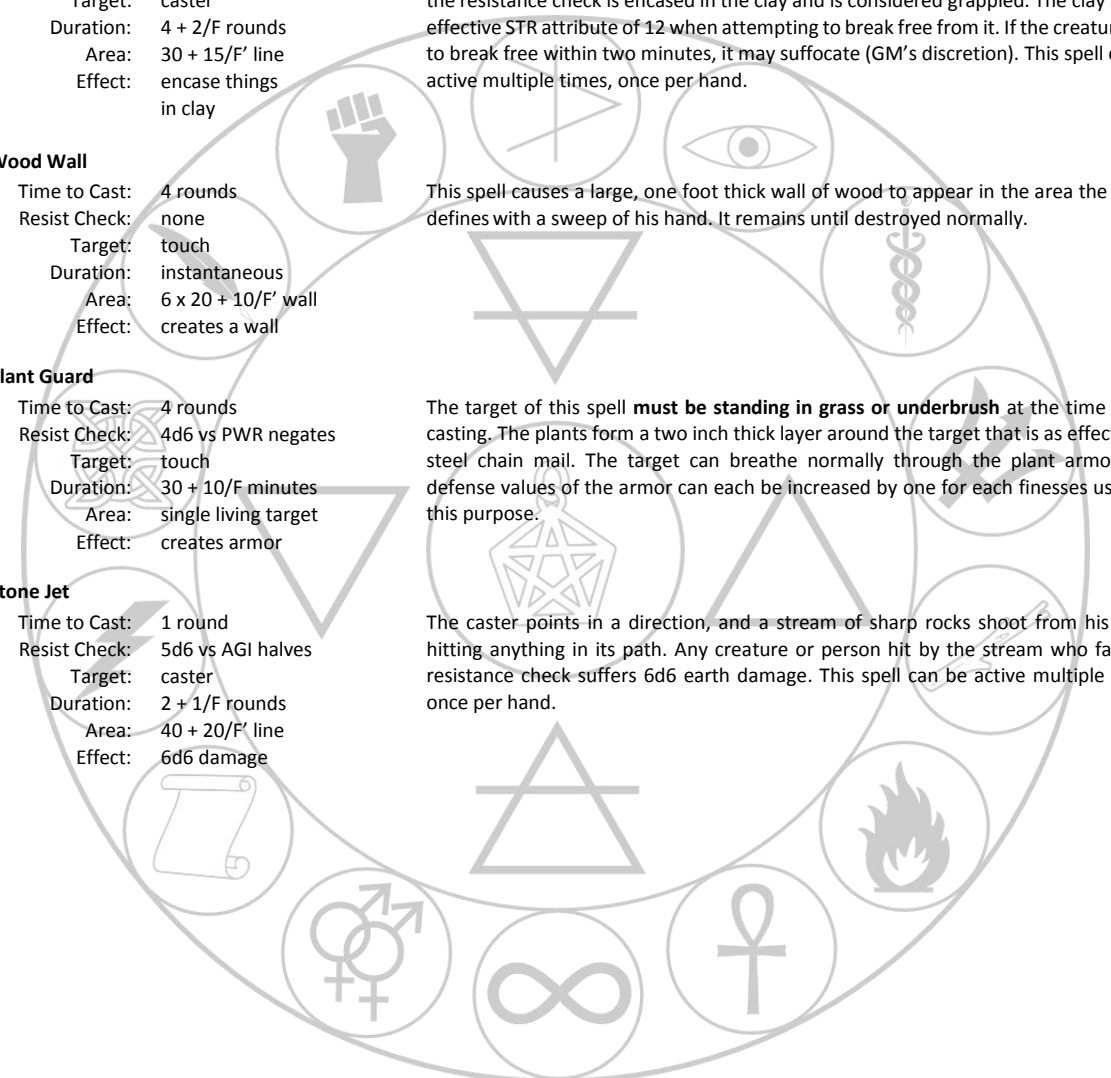 Target: caster
Duration: 4 + 2/F rounds
Area: 30 + 15/F’ line
Effect: encase things
in clay
the resistance check is encased in the clay and is considered grappled. The clay
effective STR attribute of 12 when attempting to break free from it. If the creatur
to break free within two minutes, it may suffocate (GM’s discretion). This spell c
active multiple times, once per hand.
Wood Wall
Time to Cast: 4 rounds
Resist Check: none
Target: touch
Duration: instantaneous
Area: 6 x 20 + 10/F’ wall
Effect: creates a wall
This spell causes a large, one foot thick wall of wood to appear in the area the
defines with a sweep of his hand. It remains until destroyed normally.
lant Guard
Time to Cast: 4 rounds
Resist Check: 4d6 vs PWR negates
Target: touch
Duration: 30 + 10/F minutes
Area: single living target
Effect: creates armor
The target of this spell must be standing in grass or underbrush at the time
casting. The plants form a two inch thick layer around the target that is as effect
steel chain mail. The target can breathe normally through the plant armo
defense values of the armor can each be increased by one for each finesses us
this purpose.
tone Jet
Time to Cast: 1 round
Resist Check: 5d6 vs AGI halves
Target: caster
Duration: 2 + 1/F rounds
Area: 40 + 20/F’ line
Effect: 6d6 damage
The caster points in a direction, and a stream of sharp rocks shoot from his
hitting anything in its path. Any creature or person hit by the stream who fa
resistance check suffers 6d6 earth damage. This spell can be active multiple
once per hand.